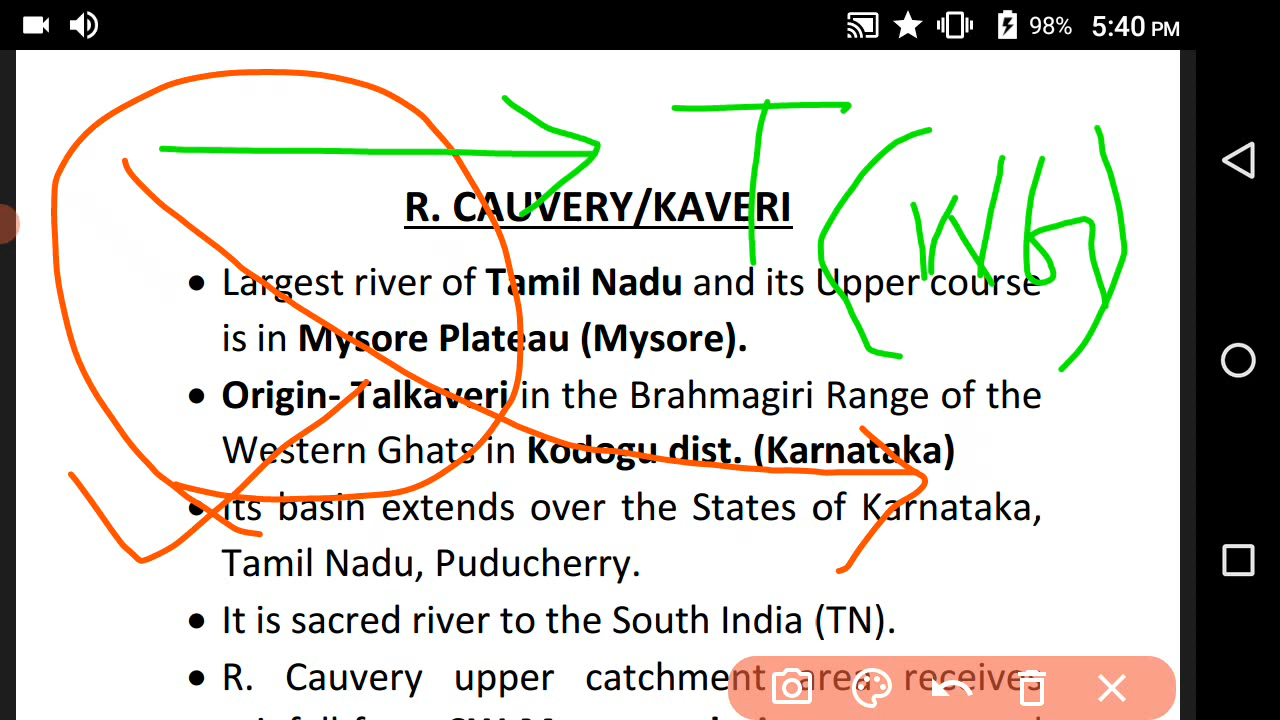 98% 5:40 PM
T (WG)
R. CAUVERY/KAVERI
• Largest river of Tamil Nadu and its Upper course
is in Mysore Plateau (Mysore).
• Origin- Talkaveri in the Brahmagiri Range of the
Western Ghats in Kodogu dist. (Karnataka)
• Its basin extends over the States of Karnataka,
Tamil Nadu, Puducherry.
• It is sacred river to the South India (TN).
• R. Cauvery upper catchment area receives